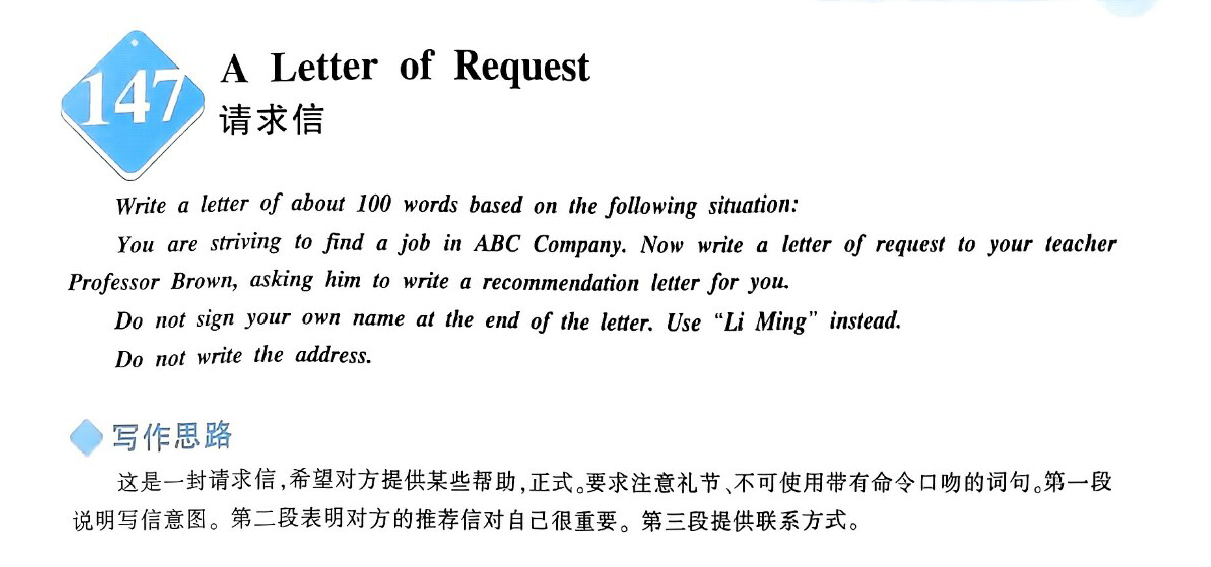 147
A Letter of Request
请求信
Write a letter of about 100 words based on the following situation:
You are striving to find a job in ABC Company. Now write a letter of request to your teacher
Professor Brown, asking him to write a recommendation letter for you.
Do not sign your own name at the end of the letter. Use “Li Ming” instead.
Do not write the address.
写作思路
这是一封请求信,希望对方提供某些帮助,正式。要求注意礼节、不可使用带有命令口吻的词句。第一段
说明写信意图。第二段表明对方的推荐信对自己很重要。第三段提供联系方式。